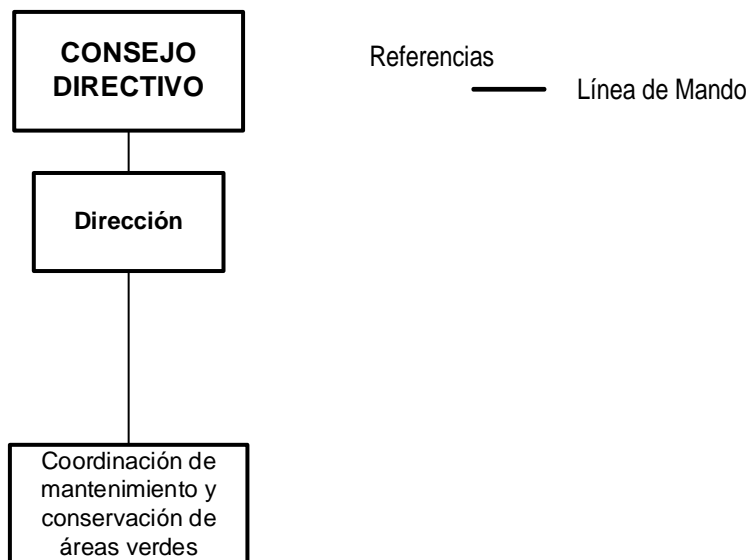 CONSEJO
DIRECTIVO
Referencias
Línea de Mando
Dirección
Coordinación de
mantenimiento y
conservación de
áreas verdes